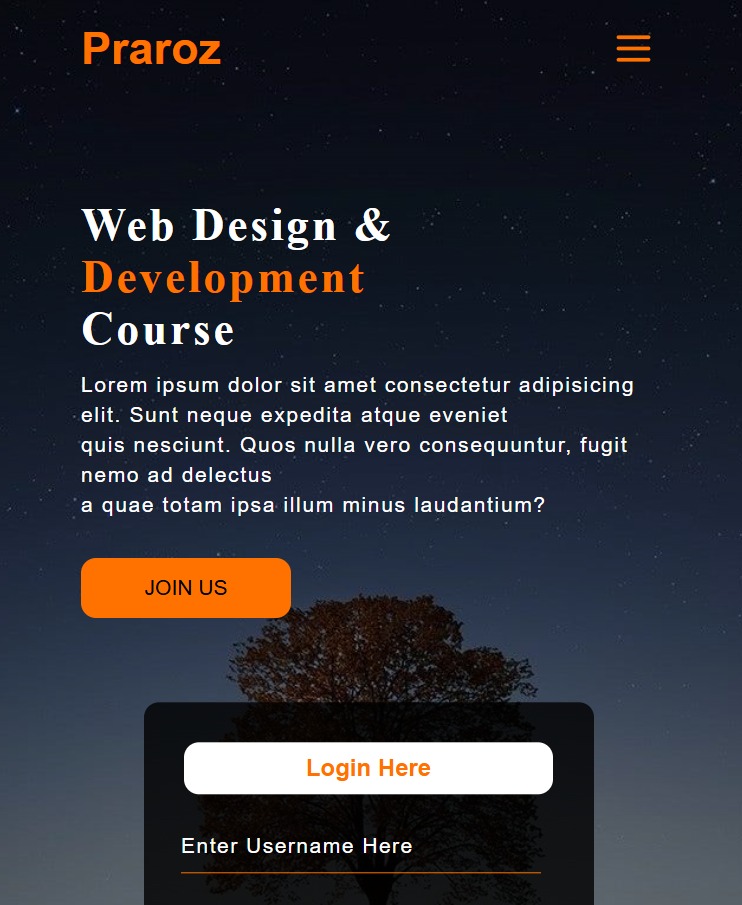 Praroz
Web Design &
Development
Course
Lorem ipsum dolor sit amet consectetur adipisicing
elit. Sunt neque expedita atque eveniet
quis nesciunt. Quos nulla vero consequuntur, fugit
nemo ad delectus
a quae totam ipsa illum minus laudantium?
JOIN US
Login Here
Enter Username Here